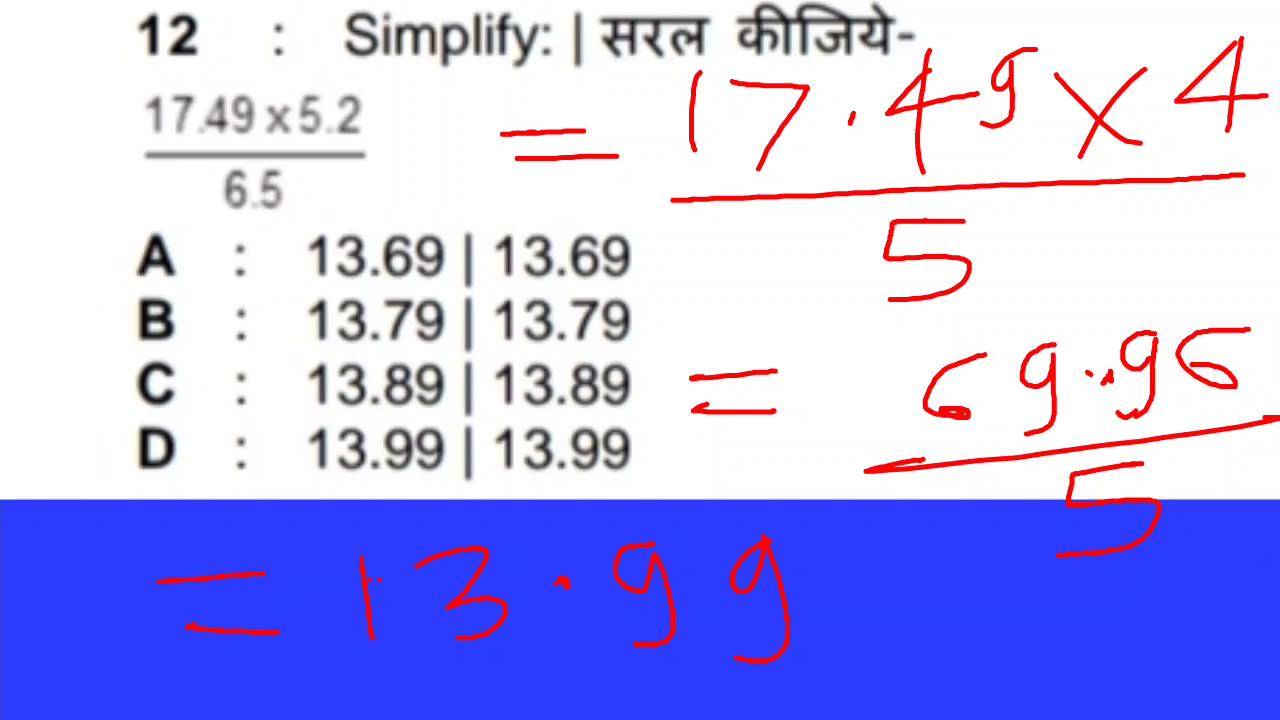 12 : Simplify: | सरल कीजिये-
17.49 x 5.2
6.5
= 17.49 × 4
5
A : 13.69 | 13.69
B : 13.79 | 13.79
C : 13.89 | 13.89
D : 13.99 | 13.99
= 69.95
5
= 13.99